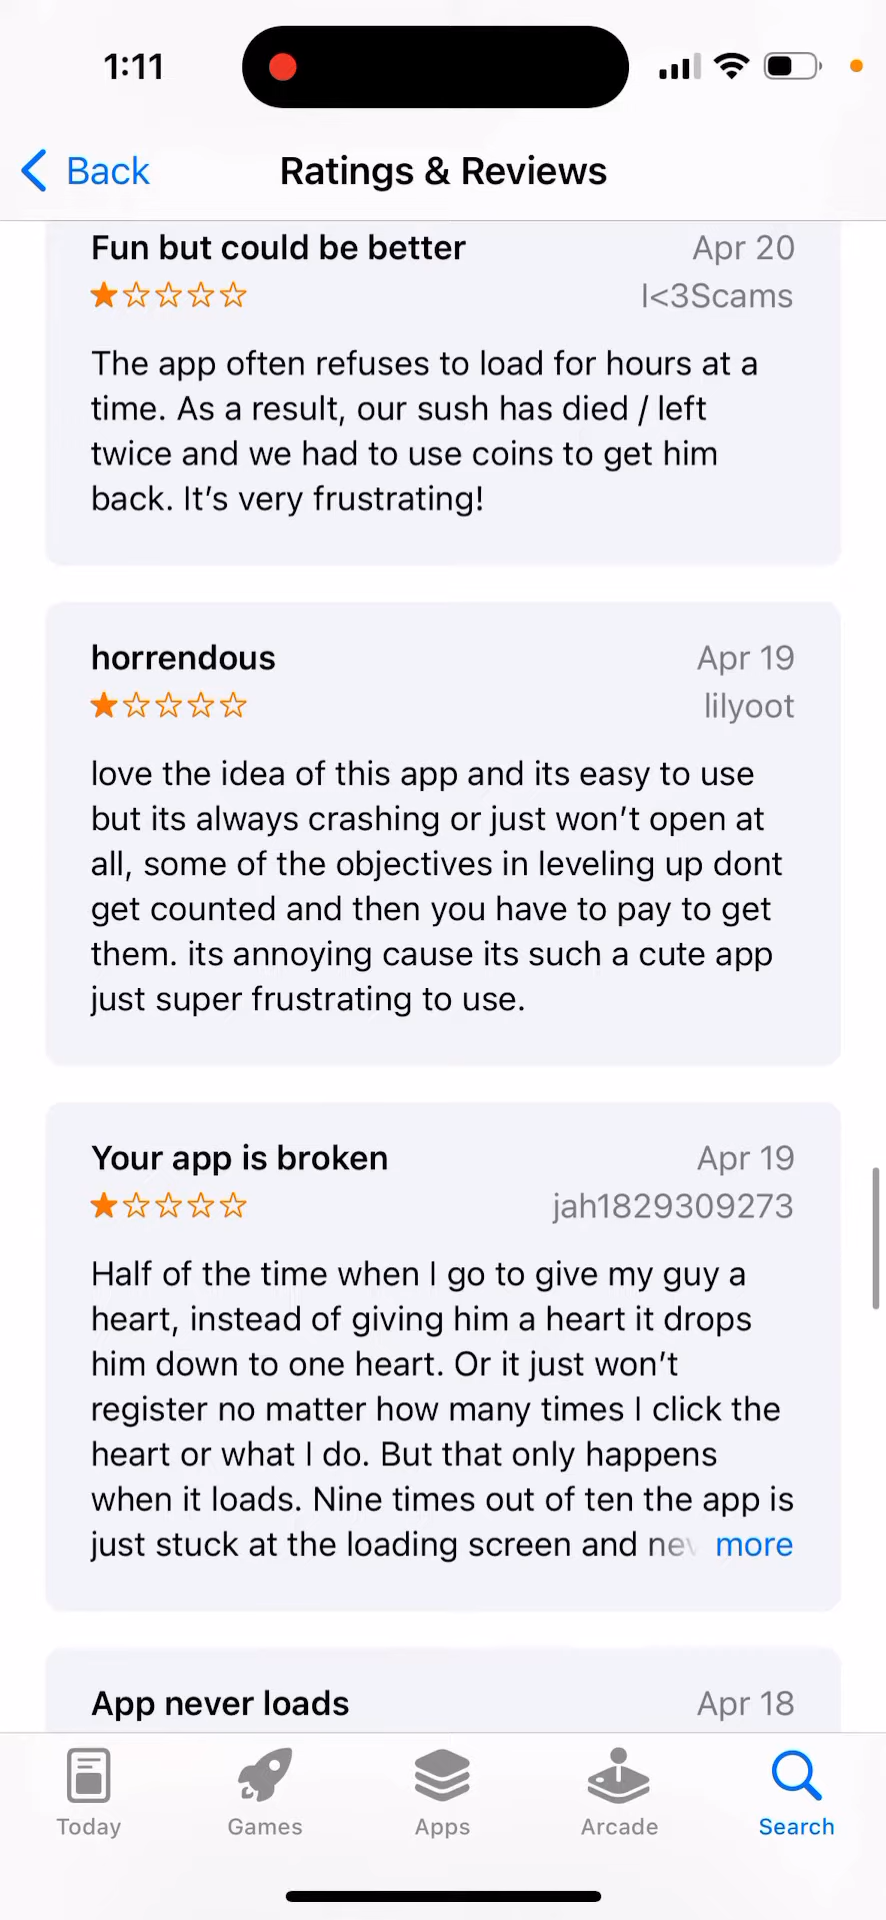 1:11
Back
Ratings & Reviews
Fun but could be better
Apr 20
I<3Scams
The app often refuses to load for hours at a
time. As a result, our sush has died / left
twice and we had to use coins to get him
back. It’s very frustrating!
horrendous
Apr 19
lilyoot
love the idea of this app and its easy to use
but its always crashing or just won’t open at
all, some of the objectives in leveling up dont
get counted and then you have to pay to get
them. its annoying cause its such a cute app
just super frustrating to use.
Your app is broken
Apr 19
jah1829309273
Half of the time when I go to give my guy a
heart, instead of giving him a heart it drops
him down to one heart. Or it just won’t
register no matter how many times I click the
heart or what I do. But that only happens
when it loads. Nine times out of ten the app is
just stuck at the loading screen and nev more
App never loads
Apr 18
Today
Games
Apps
Arcade
Search